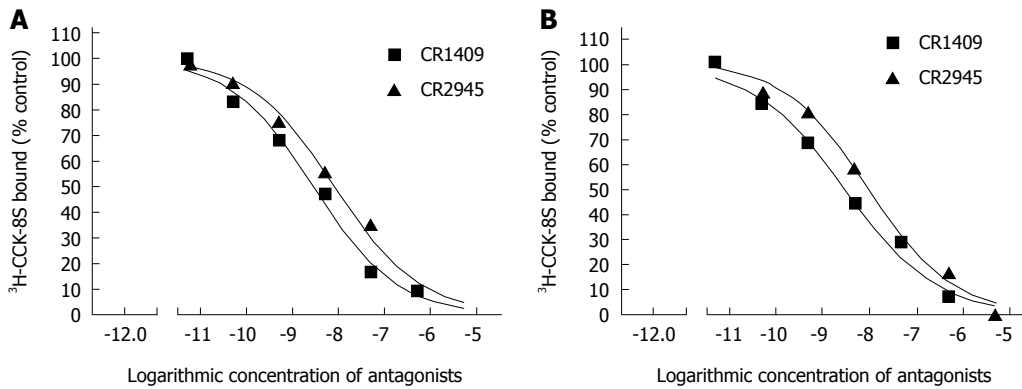 A
³H-CCK-8S bound (% control)
110
100
90
80
70
60
50
40
30
20
10
0
-12.0 -11 -10 -9 -8 -7 -6 -5
Logarithmic concentration of antagonists
CR1409
CR2945
B
³H-CCK-8S bound (% control)
110
100
90
80
70
60
50
40
30
20
10
0
-12.0 -11 -10 -9 -8 -7 -6 -5
Logarithmic concentration of antagonists
CR1409
CR2945